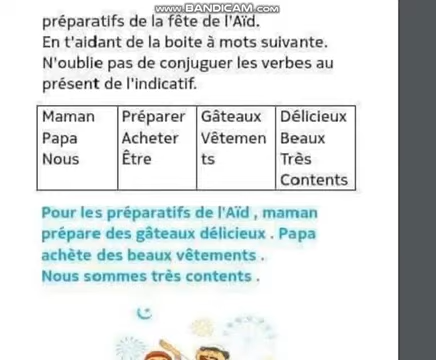 www.BANDICAM.com
préparatifs de la fête de l'Aïd.
En t'aidant de la boite à mots suivante.
N'oublie pas de conjuguer les verbes au
présent de l'indicatif.
Maman Préparer Gâteaux Délicieux
Papa Acheter Vêtemen Beaux
Nous Être ts Très
Contents
Pour les préparatifs de l'Aïd , maman
prépare des gâteaux délicieux . Papa
achète des beaux vêtements .
Nous sommes très contents .